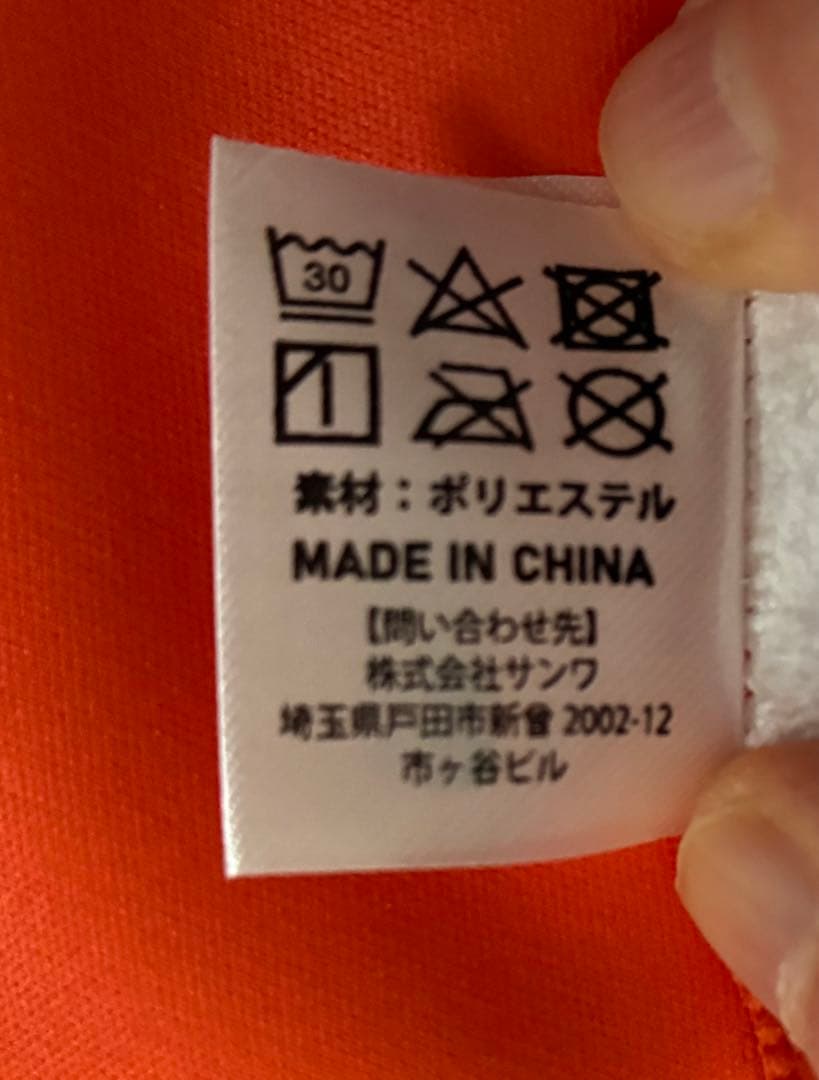 30
素材：ポリエステル
MADE IN CHINA
【問い合わせ先】
株式会社サンワ
埼玉県戸田市新曽 2002-12
市ヶ谷ビル